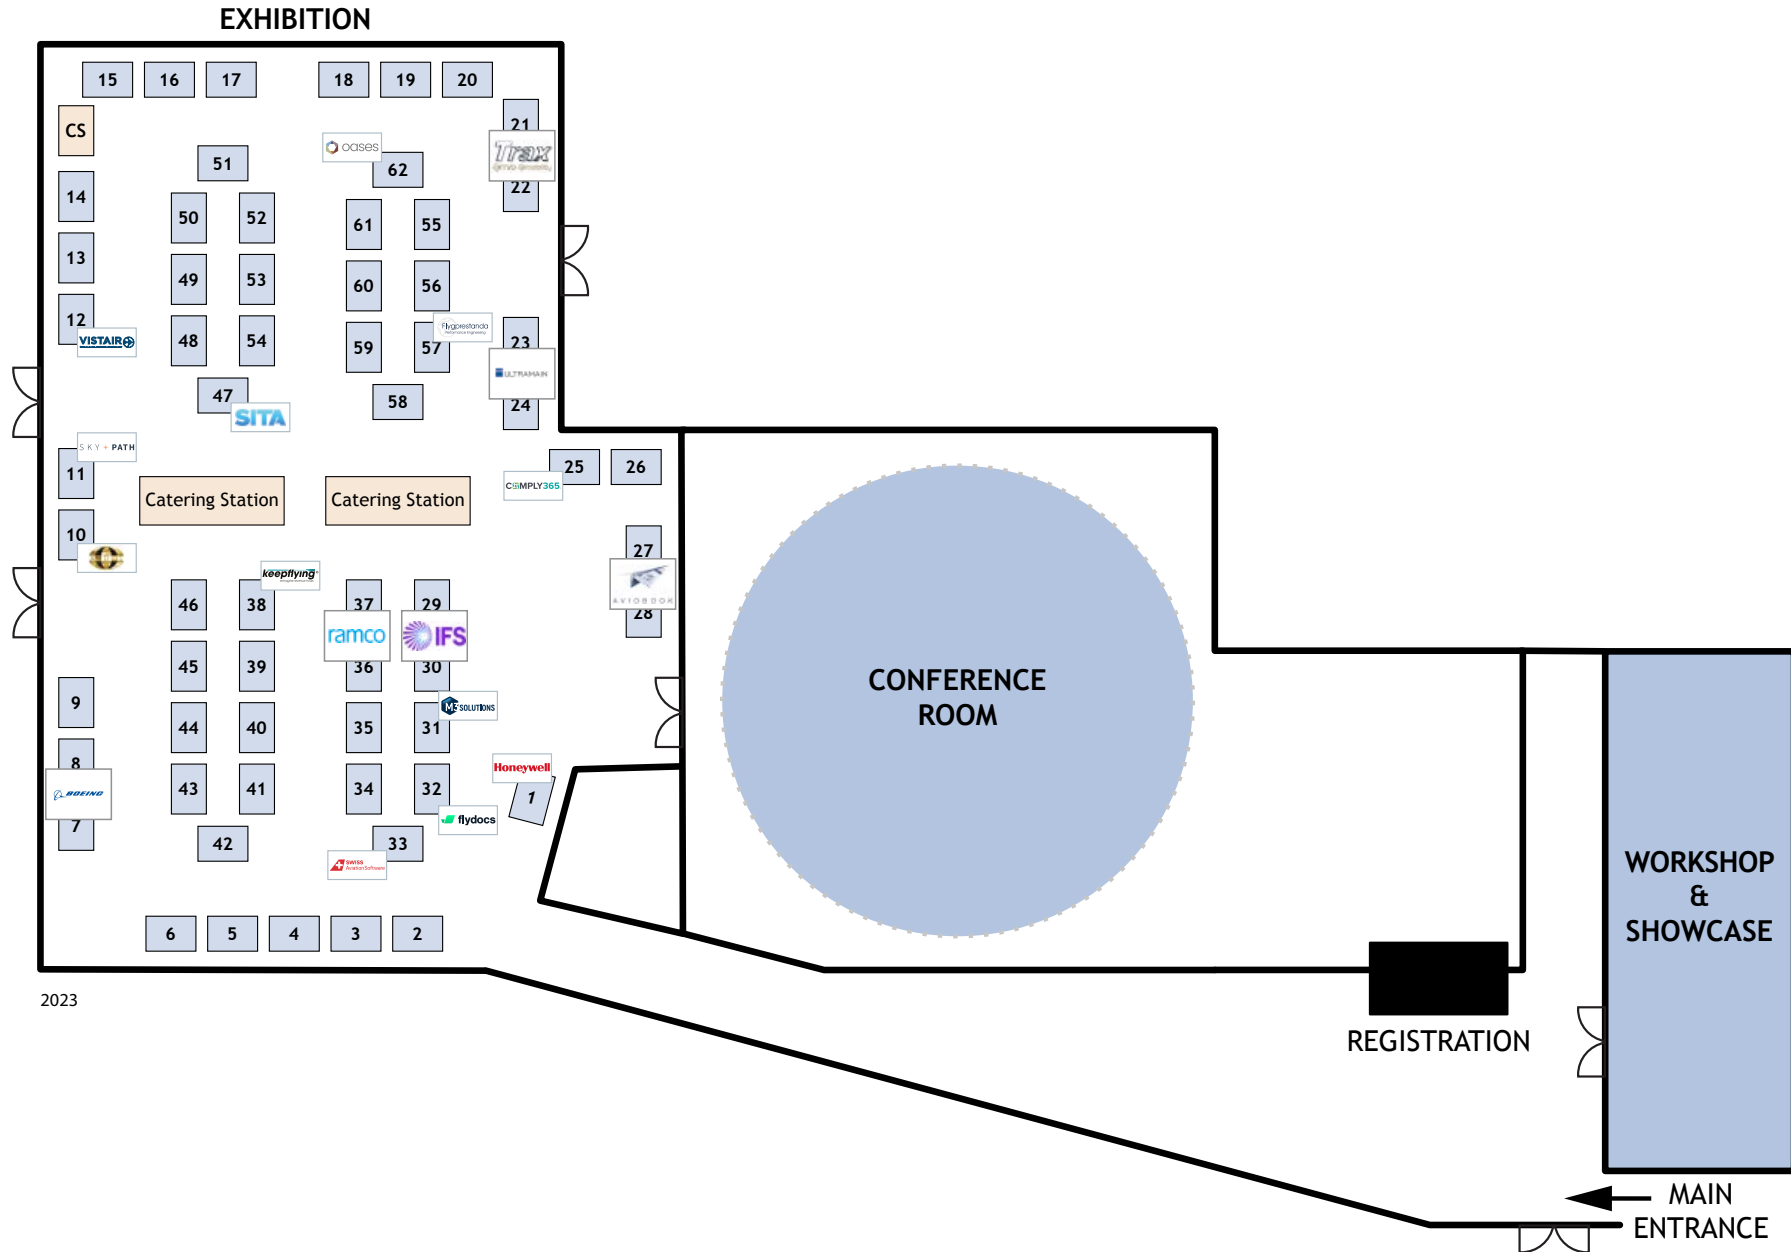 EXHIBITION
15 16 17 18 19 20
CS
21
Trax
22
oases
51
62
14
50 52
61 55
13
49 53
60 56
12
VISTAIR
48 54
59 57
Flygprestanda
23
ULTRAMAIN
24
47
SITA
58
SKY + PATH
11
Catering Station
Catering Station
25 26
COMPLY365
10
27
AVIOBOOK
28
keepflying
46 38
37 29
ramco
IFS
45 39
36 30
M3 SOLUTIONS
9
44 40
35 31
8
BOEING
7
43 41
34 32
Honeywell
1
flydocs
42
33
SWISS
AviationSoftware
6 5 4 3 2
2023
CONFERENCE
ROOM
WORKSHOP
&
SHOWCASE
REGISTRATION
MAIN
ENTRANCE